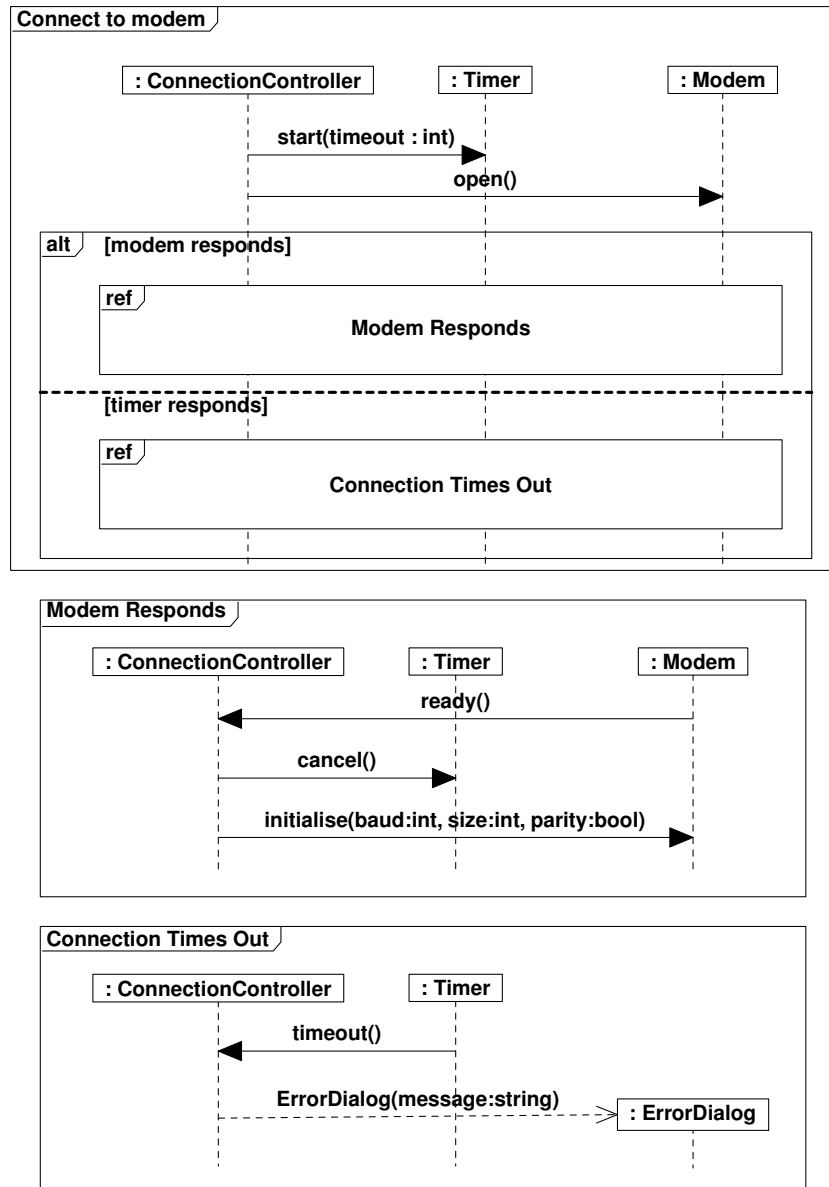 Connect to modem
: ConnectionController
: Timer
: Modem
start(timeout : int)
open()
alt
[modem responds]
ref
Modem Responds
[timer responds]
ref
Connection Times Out
Modem Responds
: ConnectionController
: Timer
: Modem
ready()
cancel()
initialise(baud:int, size:int, parity:bool)
Connection Times Out
: ConnectionController
: Timer
timeout()
ErrorDialog(message:string)
: ErrorDialog